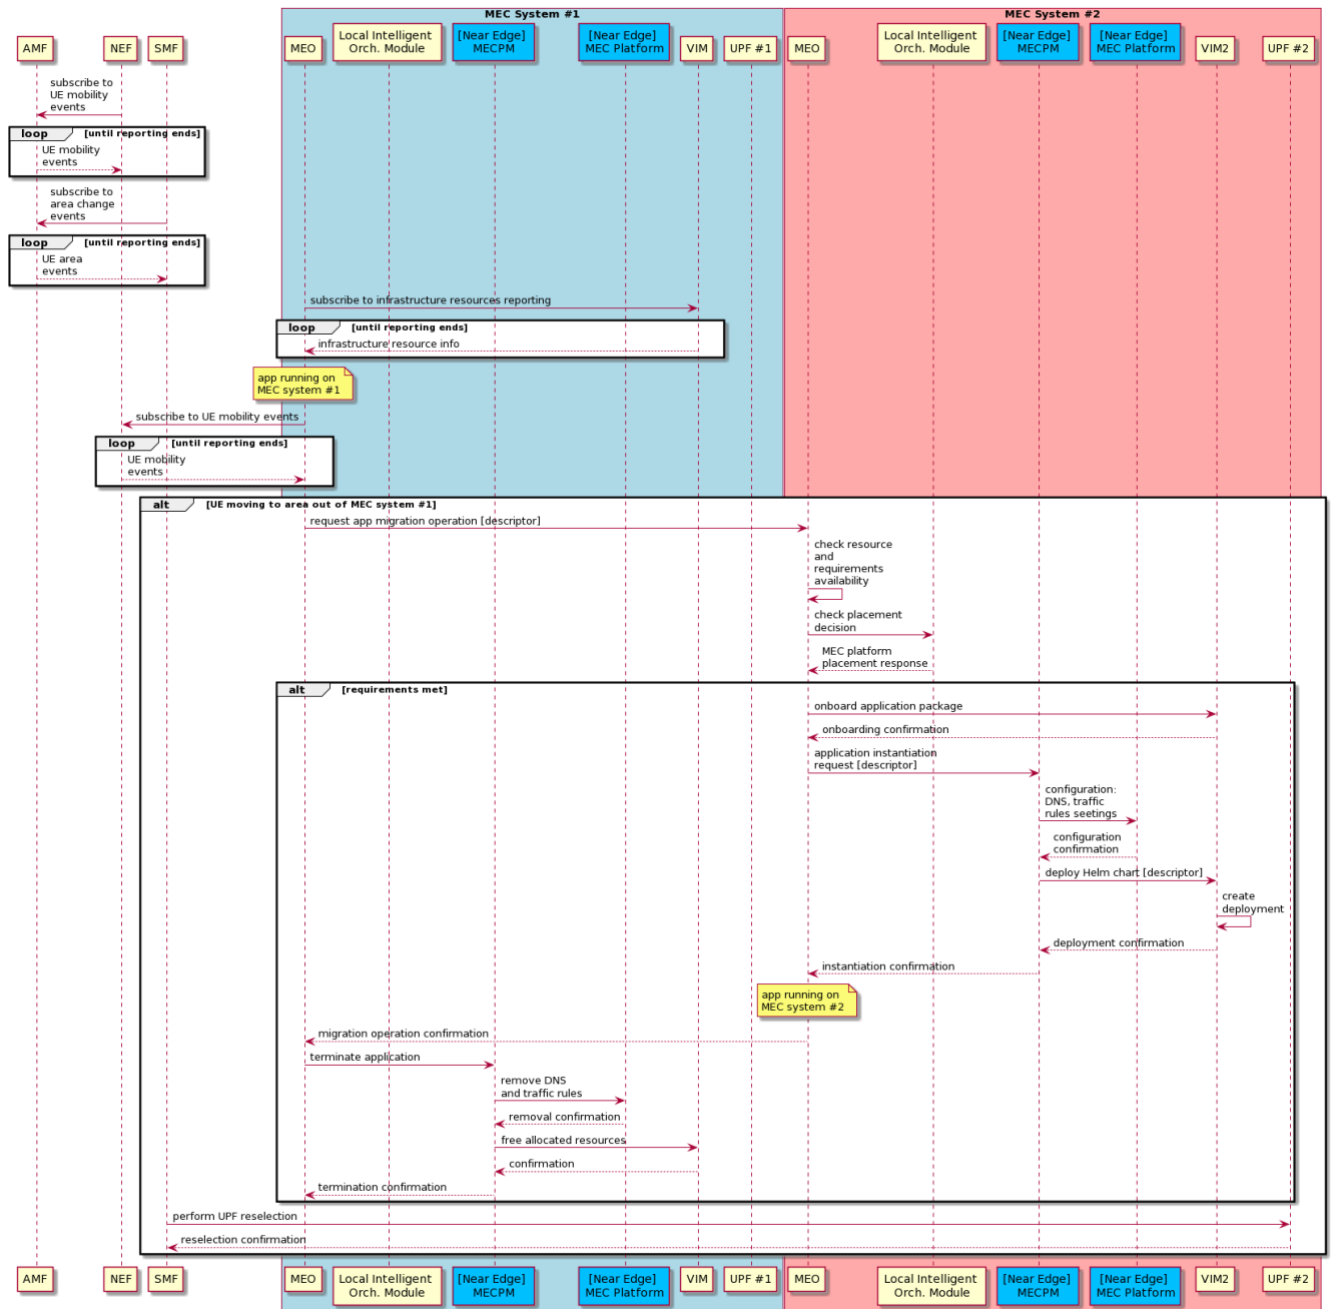 MEC System #1
MEC System #2
AMF
NEF
SMF
MEO
Local Intelligent
Orch. Module
[Near Edge]
MECPM
[Near Edge]
MEC Platform
VIM
UPF #1
MEO
Local Intelligent
Orch. Module
[Near Edge]
MECPM
[Near Edge]
MEC Platform
VIM2
UPF #2
subscribe to
UE mobility
events
loop
[until reporting ends]
UE mobility
events
subscribe to
area change
events
loop
[until reporting ends]
UE area
events
subscribe to infrastructure resources reporting
loop
[until reporting ends]
infrastructure resource info
app running on
MEC system #1
subscribe to UE mobility events
loop
[until reporting ends]
UE mobility
events
alt
[UE moving to area out of MEC system #1]
request app migration operation [descriptor]
check resource
and
requirements
availability
check placement
decision
MEC platform
placement response
alt
[requirements met]
onboard application package
onboarding confirmation
application instantiation
request [descriptor]
configuration:
DNS, traffic
rules seetings
configuration
confirmation
deploy Helm chart [descriptor]
create
deployment
deployment confirmation
instantiation confirmation
app running on
MEC system #2
migration operation confirmation
terminate application
remove DNS
and traffic rules
removal confirmation
free allocated resources
confirmation
termination confirmation
perform UPF reselection
reselection confirmation
AMF
NEF
SMF
MEO
Local Intelligent
Orch. Module
[Near Edge]
MECPM
[Near Edge]
MEC Platform
VIM
UPF #1
MEO
Local Intelligent
Orch. Module
[Near Edge]
MECPM
[Near Edge]
MEC Platform
VIM2
UPF #2